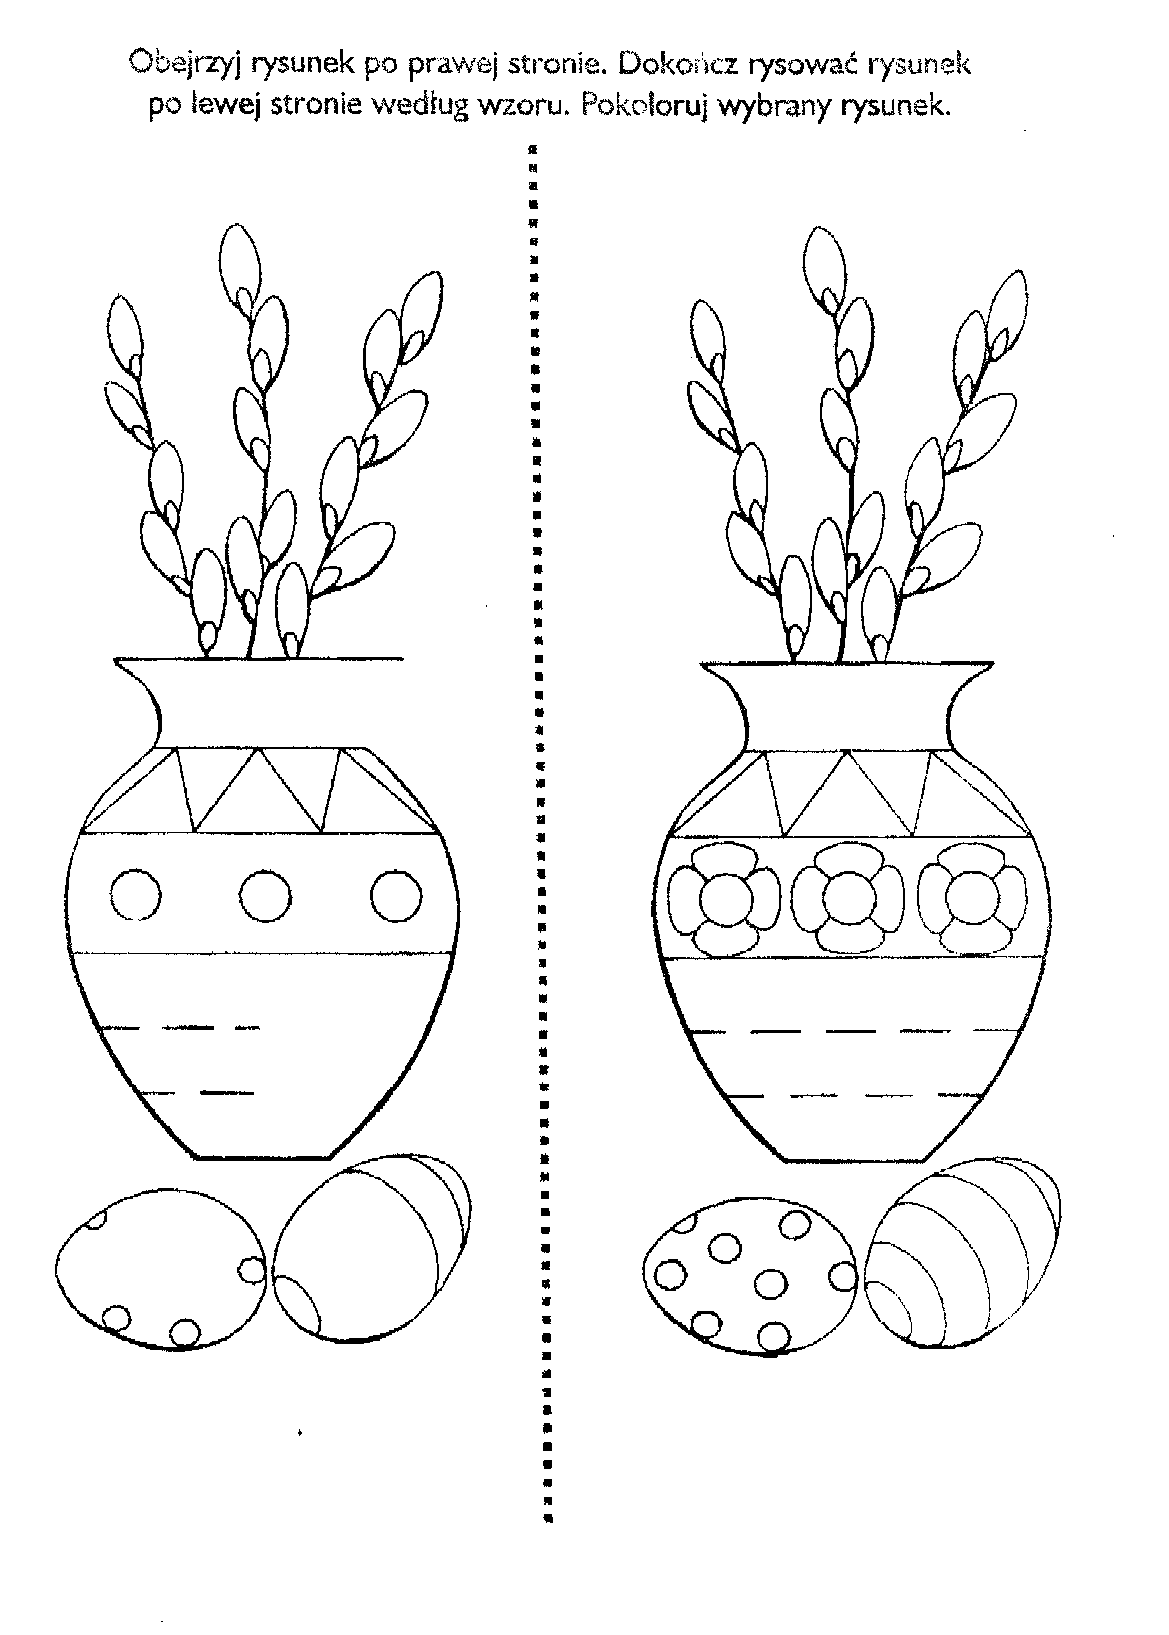 Obejrzyj rysunek po prawej stronie. Dokończ rysować rysunek
po lewej stronie według wzoru. Pokoloruj wybrany rysunek.